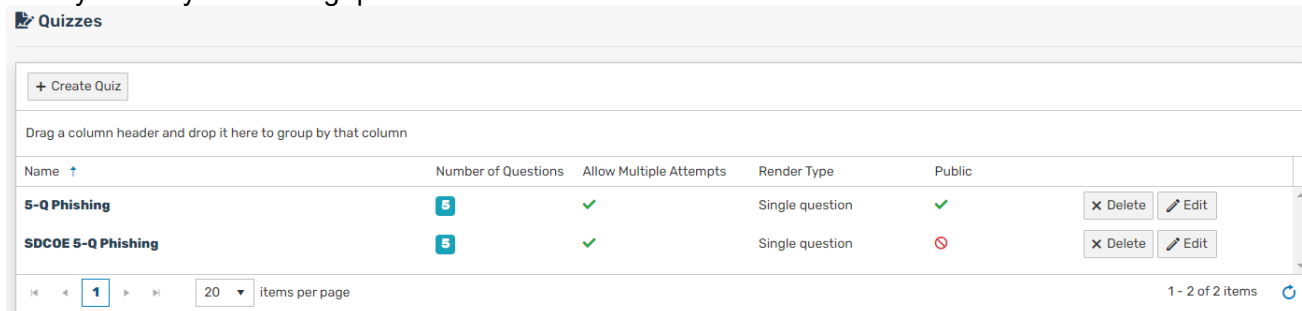 Quizzes
+ Create Quiz
Drag a column header and drop it here to group by that column
Name ↑ Number of Questions Allow Multiple Attempts Render Type Public
5-Q Phishing 5 Single question × Delete Edit
SDCOE 5-Q Phishing 5 Single question × Delete Edit
1 20 items per page 1 - 2 of 2 items